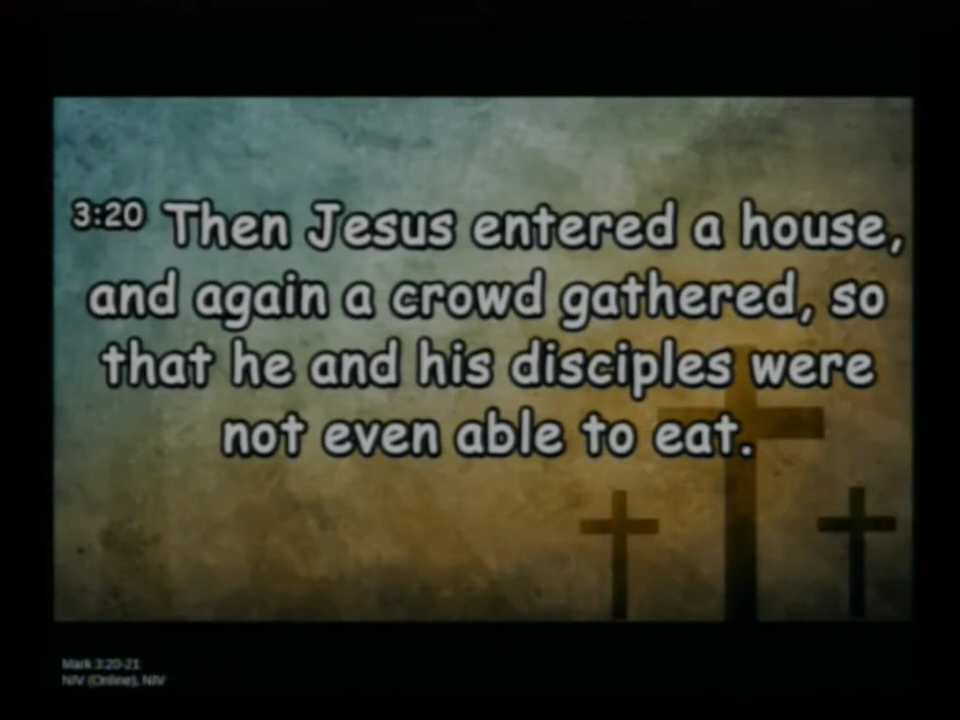 3:20 Then Jesus entered a house,
and again a crowd gathered, so
that he and his disciples were
not even able to eat.
Mark 3:20-21
NIV (Online), NIV